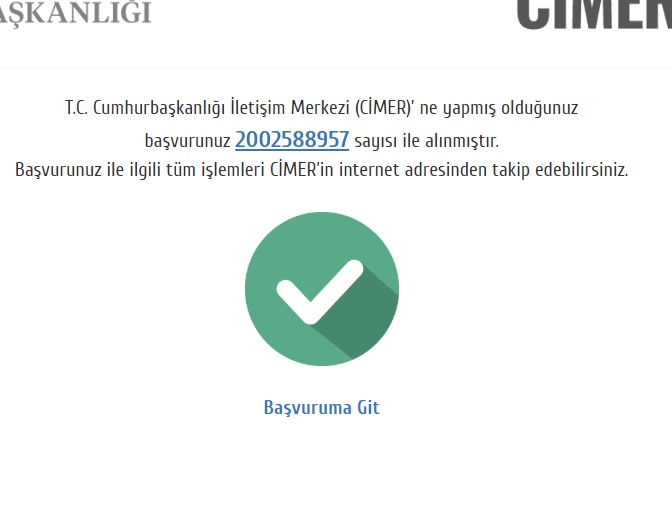 AŞKANLIĞI
CİMER
T.C. Cumhurbaşkanlığı İletişim Merkezi (CİMER)' ne yapmış olduğunuz
başvurunuz 2002588957 sayısı ile alınmıştır.
Başvurunuz ile ilgili tüm işlemleri CİMER'in internet adresinden takip edebilirsiniz.
Başvuruma Git